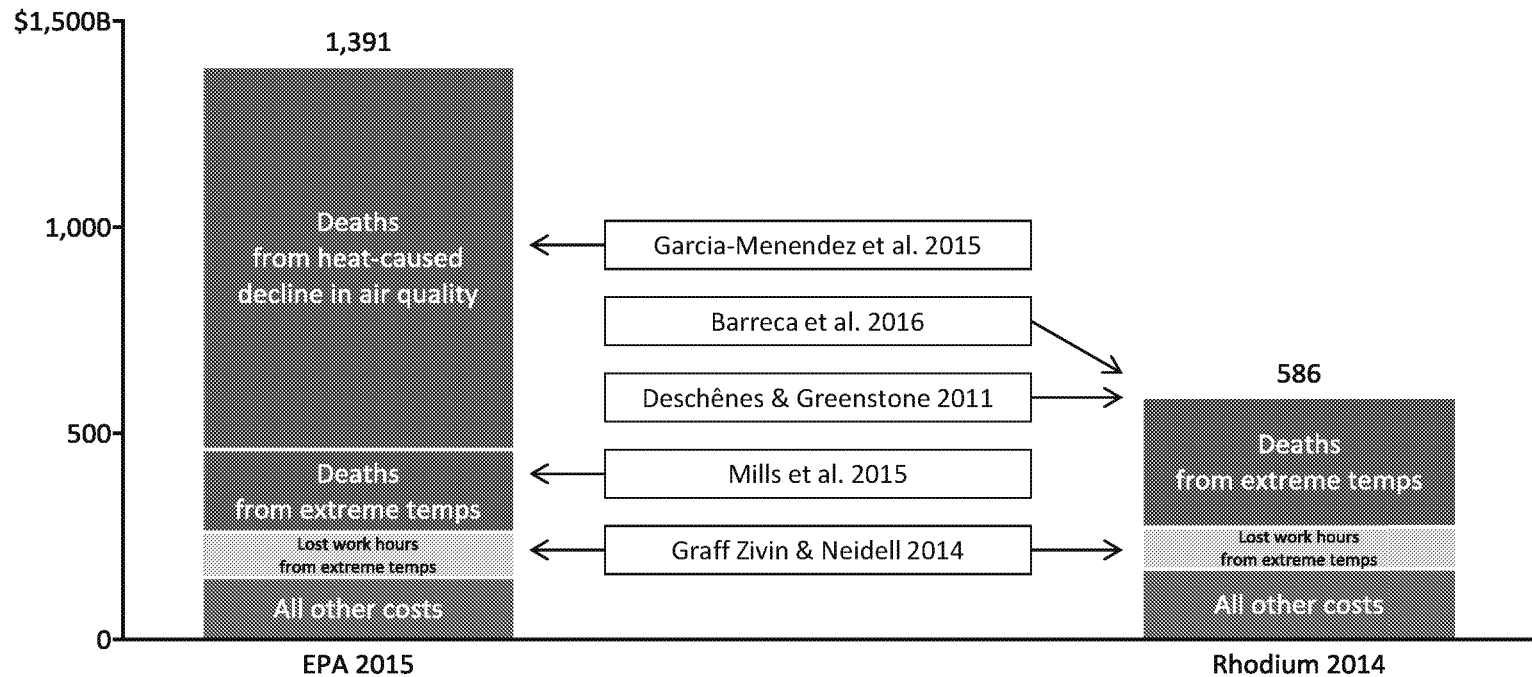 $1,500B
1,391
Deaths
from heat-caused
decline in air quality
Deaths
from extreme temps
Lost work hours
from extreme temps
All other costs
1,000
500
0
EPA 2015
Garcia-Menendez et al. 2015
Barreca et al. 2016
Deschênes & Greenstone 2011
Mills et al. 2015
Graff Zivin & Neidell 2014
586
Deaths
from extreme temps
Lost work hours
from extreme temps
All other costs
Rhodium 2014